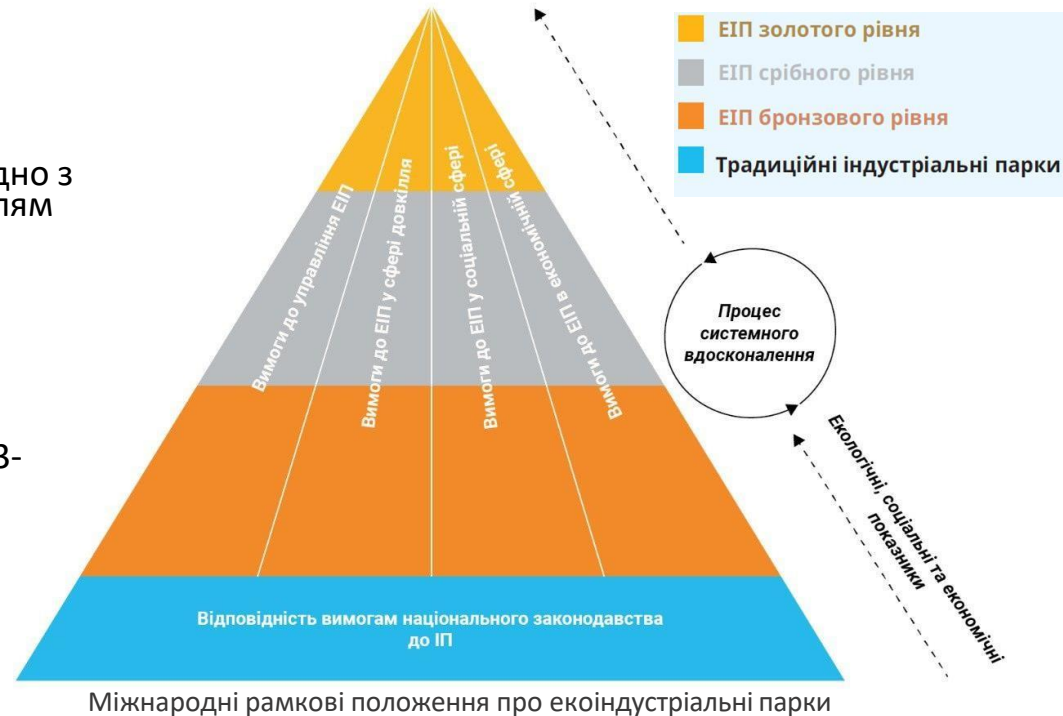 ЕІП золотого рівня
ЕІП срібного рівня
ЕІП бронзового рівня
Традиційні індустріальні парки
дно з
лям
В-
Вимоги до управління ЕІП
Вимоги до ЕІП у сфері довкілля
Вимоги до ЕІП у соціальній сфері
Вимоги до ЕІП в економічній сфері
Процес
системного
вдосконалення
Екологічні, соціальні та економічні
показники
Відповідність вимогам національного законодавства
до ІП
Міжнародні рамкові положення про екоіндустріальні парки